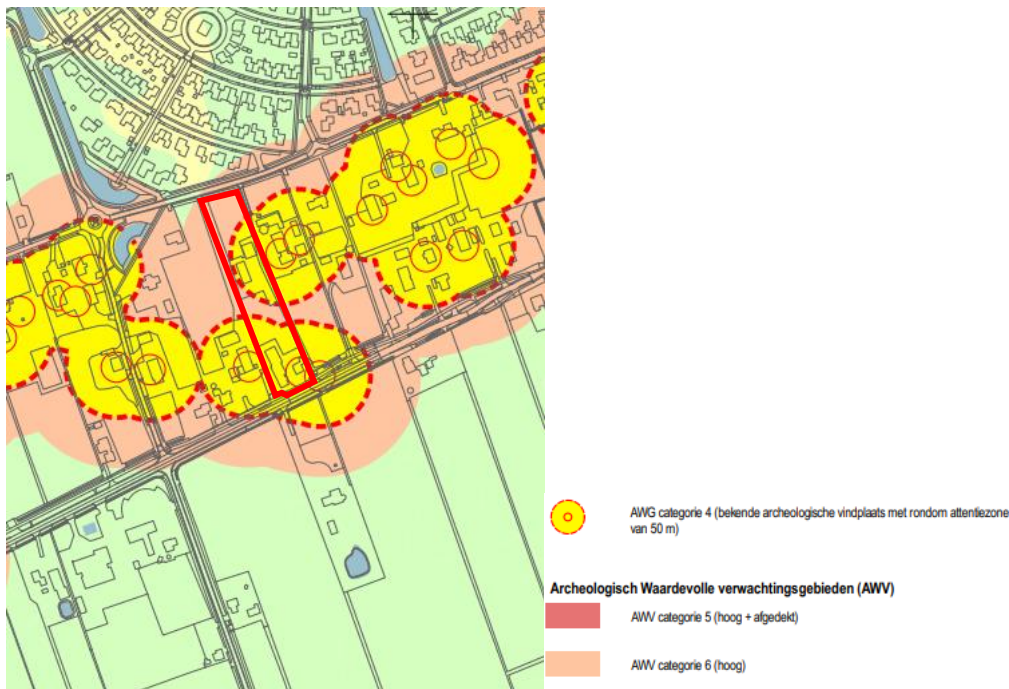 AWG categorie 4 (bekende archeologische vindplaats met rondom attentiezone
van 50 m)
Archeologisch Waardevolle verwachtingsgebieden (AWV)
AWV categorie 5 (hoog + afgedekt)
AWV categorie 6 (hoog)